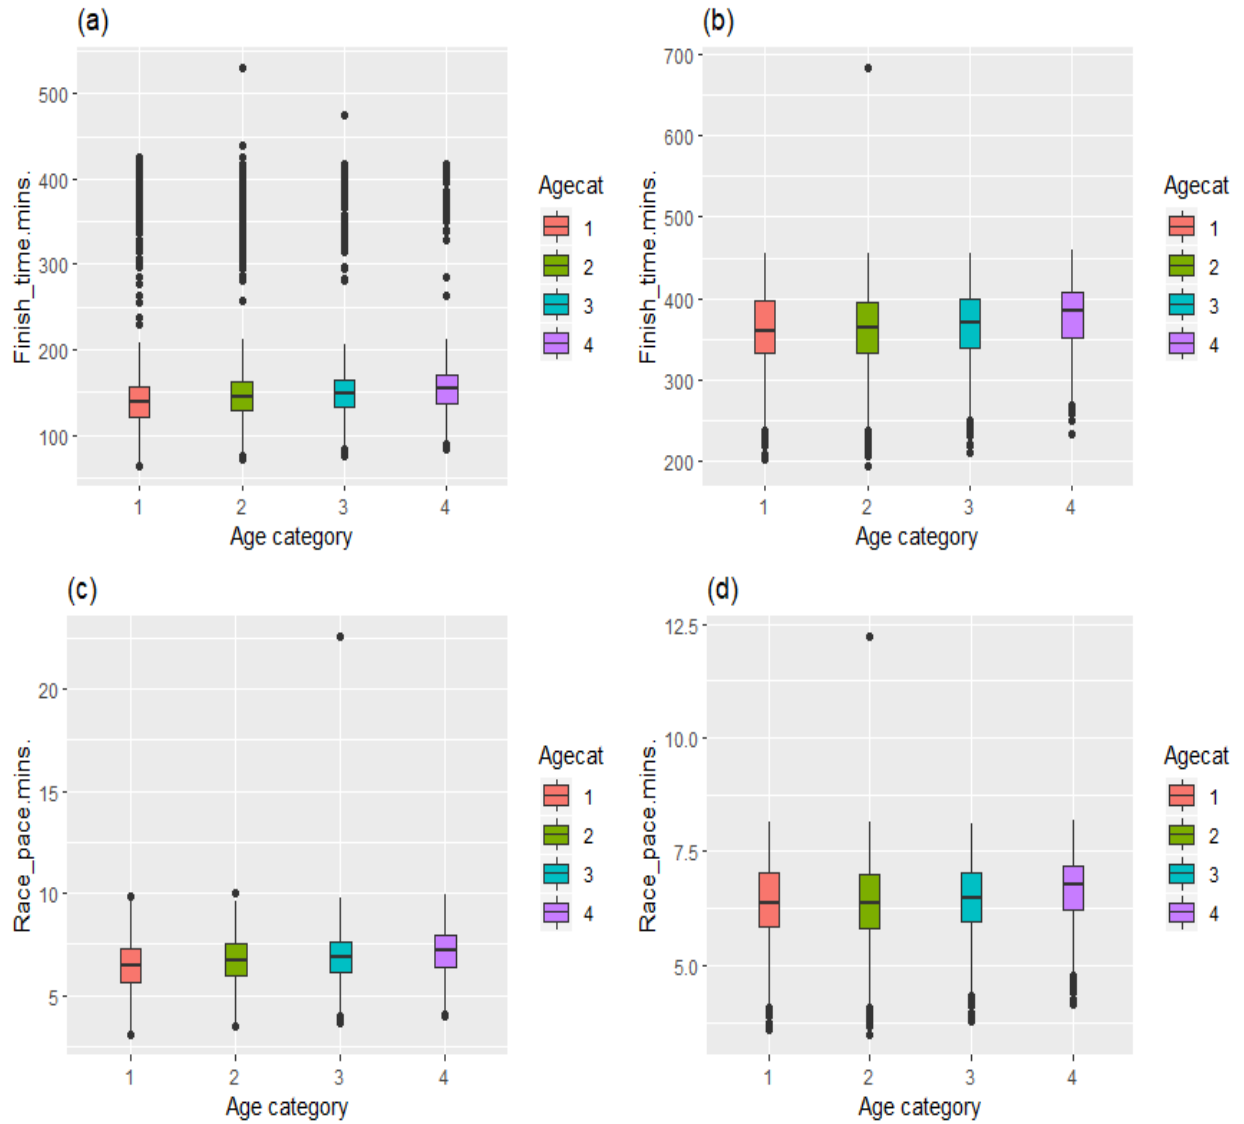 (a)
Finish_time.mins.
500
400
300
200
100
1 2 3 4
Age category
Agecat
1
2
3
4
(b)
Finish_time.mins.
700
600
500
400
300
200
1 2 3 4
Age category
Agecat
1
2
3
4
(c)
Race_pace.mins.
20
15
10
5
1 2 3 4
Age category
Agecat
1
2
3
4
(d)
Race_pace.mins.
12.5
10.0
7.5
5.0
1 2 3 4
Age category
Agecat
1
2
3
4